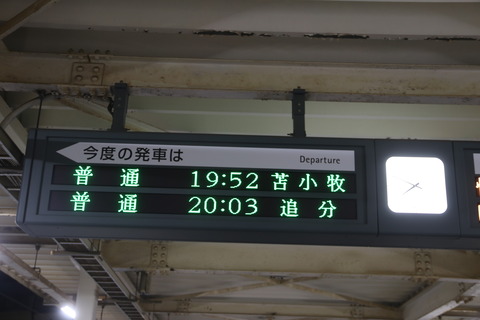 今度の発車は Departure
普通 19:52 苫小牧
普通 20:03 追分